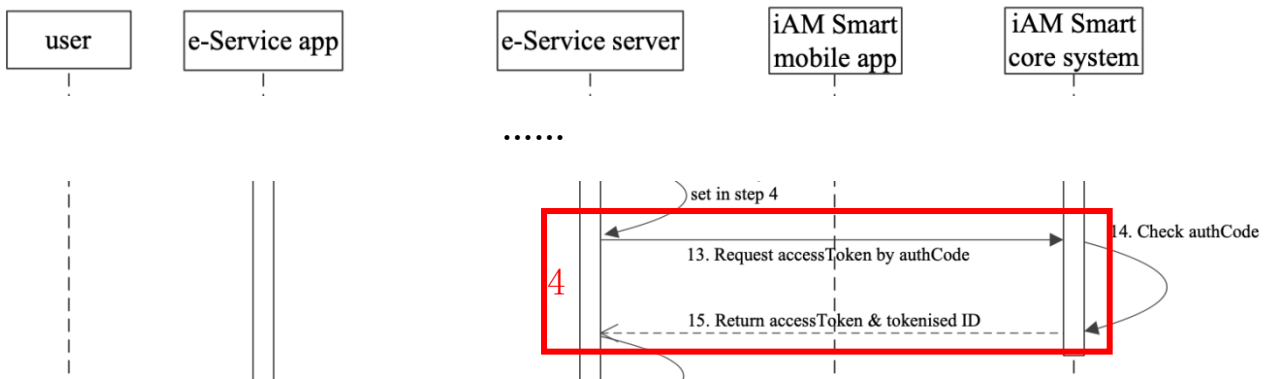 user
e-Service app
e-Service server
iAM Smart
mobile app
iAM Smart
core system
......
set in step 4
14. Check authCode
13. Request accessToken by authCode
4
15. Return accessToken & tokenised ID